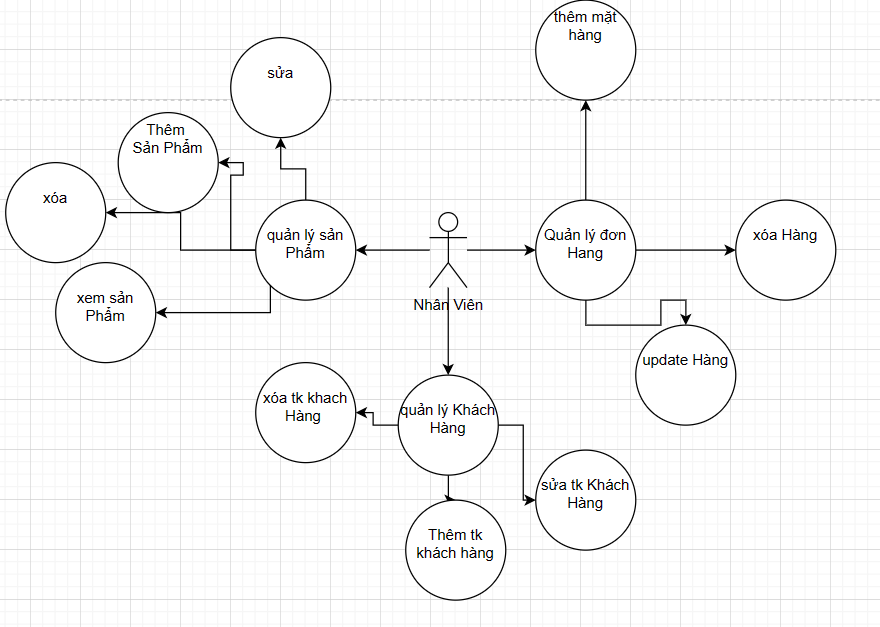 thêm mặt
hàng
sửa
Thêm
Sản Phẩm
xóa
quản lý sản
Phẩm
Quản lý đơn
Hang
xóa Hàng
xem sản
Phẩm
Nhân Viên
update Hàng
xóa tk khach
Hàng
quản lý Khách
Hàng
sửa tk Khách
Hàng
Thêm tk
khách hàng